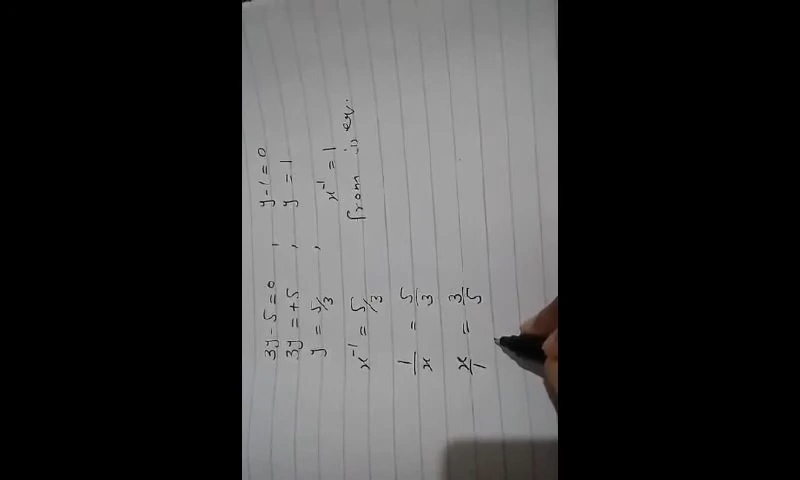 3y - 5 = 0 , y - 1 = 0
3y = +5 , y = 1
y = 5/3 ,
x⁻¹ = 1
x⁻¹ = 5/3 from is eq.
1/x = 5/3
x/1 = 3/5